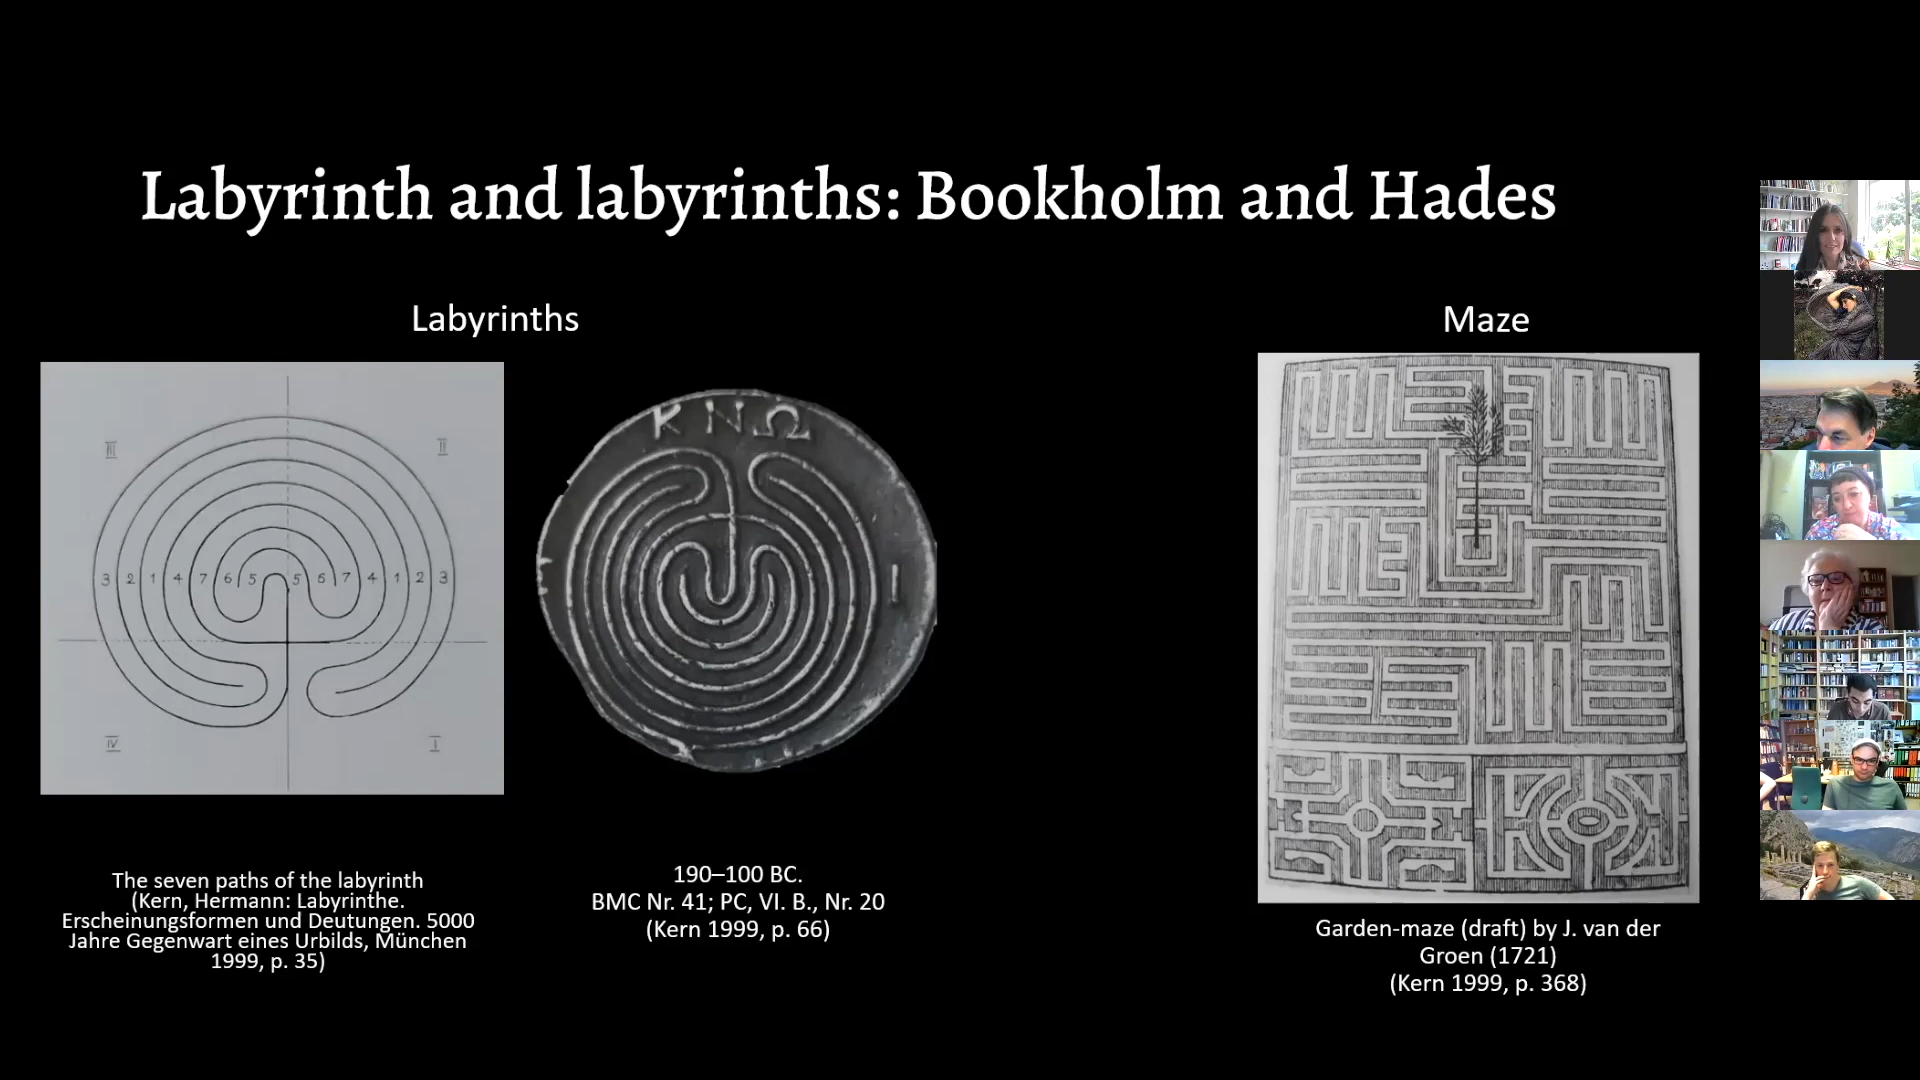 Labyrinth and labyrinths: Bookholm and Hades
Labyrinths
Maze
III
II
3 2 1 4 7 6 5 5 6 7 4 1 2 3
IV
I
ΚΝΩ
The seven paths of the labyrinth
(Kern, Hermann: Labyrinthe.
Erscheinungsformen und Deutungen. 5000
Jahre Gegenwart eines Urbilds, München
1999, p. 35)
190–100 BC.
BMC Nr. 41; PC, VI. B., Nr. 20
(Kern 1999, p. 66)
Garden-maze (draft) by J. van der
Groen (1721)
(Kern 1999, p. 368)